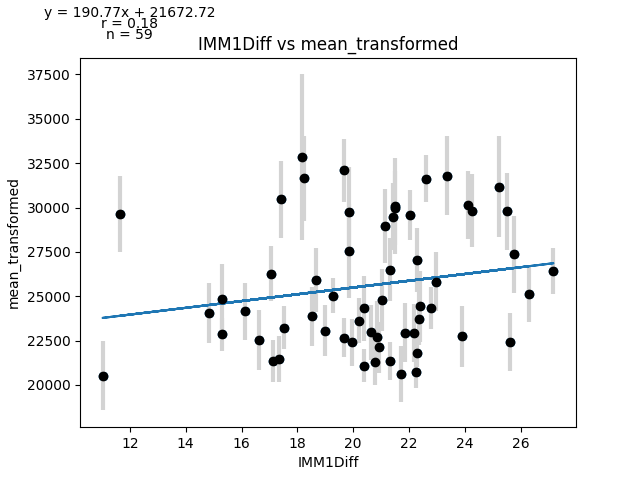 y = 190.77x + 21672.72
r = 0.18
n = 59
IMM1Diff vs mean_transformed
37500
35000
32500
30000
27500
25000
22500
20000
mean_transformed
12 14 16 18 20 22 24 26
IMM1Diff